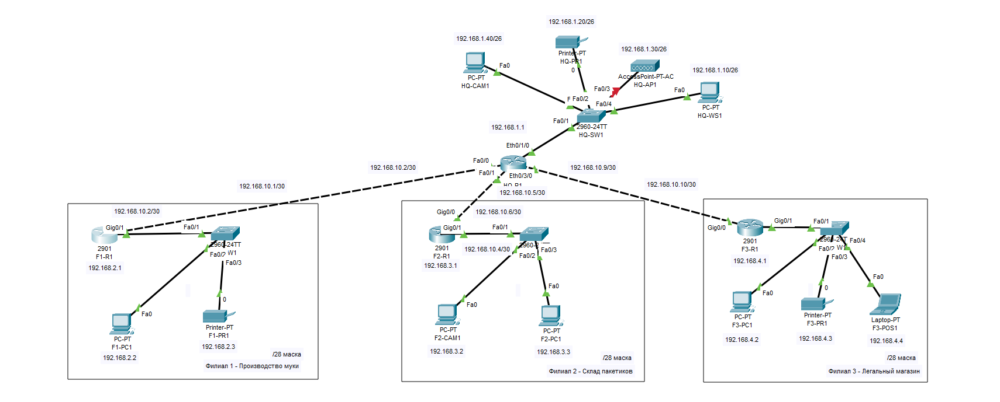 192.168.1.20/26
192.168.1.40/26
192.168.1.30/26
192.168.1.10/26
Printer-PT
HQ-PR1
0
Fa0
PC-PT
HQ-CAM1
AccessPoint-PT-AC
HQ-AP1
Fa0/3
Fa0
PC-PT
HQ-WS1
Fa0/2
Fa0/4
Fa0/1
2960-24TT
HQ-SW1
192.168.1.1
Eth0/1/0
Fa0/0
Fa0/1
Eth0/3/0
HQ-R1
192.168.10.2/30
192.168.10.9/30
192.168.10.1/30
192.168.10.5/30
192.168.10.10/30
192.168.10.2/30
Gig0/1
Fa0/1
2960-24TT
W1
2901
F1-R1
Fa0/2
Fa0/3
192.168.2.1
0
Fa0
PC-PT
F1-PC1
192.168.2.2
Printer-PT
F1-PR1
192.168.2.3
/28 маска
Филиал 1 - Производство муки
Gig0/0
192.168.10.6/30
Gig0/1
Fa0/1
2901
F2-R1
192.168.10.4/30
Fa0/2
Fa0/3
192.168.3.1
Fa0
Fa0
PC-PT
F2-CAM1
192.168.3.2
PC-PT
F2-PC1
192.168.3.3
/28 маска
Филиал 2 - Склад пакетиков
Gig0/0
Gig0/1
Fa0/1
2901
F3-R1
2960-24T
W1
Fa0/4
Fa0/2
Fa0/3
192.168.4.1
Fa0
0
Fa0
PC-PT
F3-PC1
192.168.4.2
Printer-PT
F3-PR1
192.168.4.3
Laptop-PT
F3-POS1
192.168.4.4
/28 маска
Филиал 3 - Легальный магазин